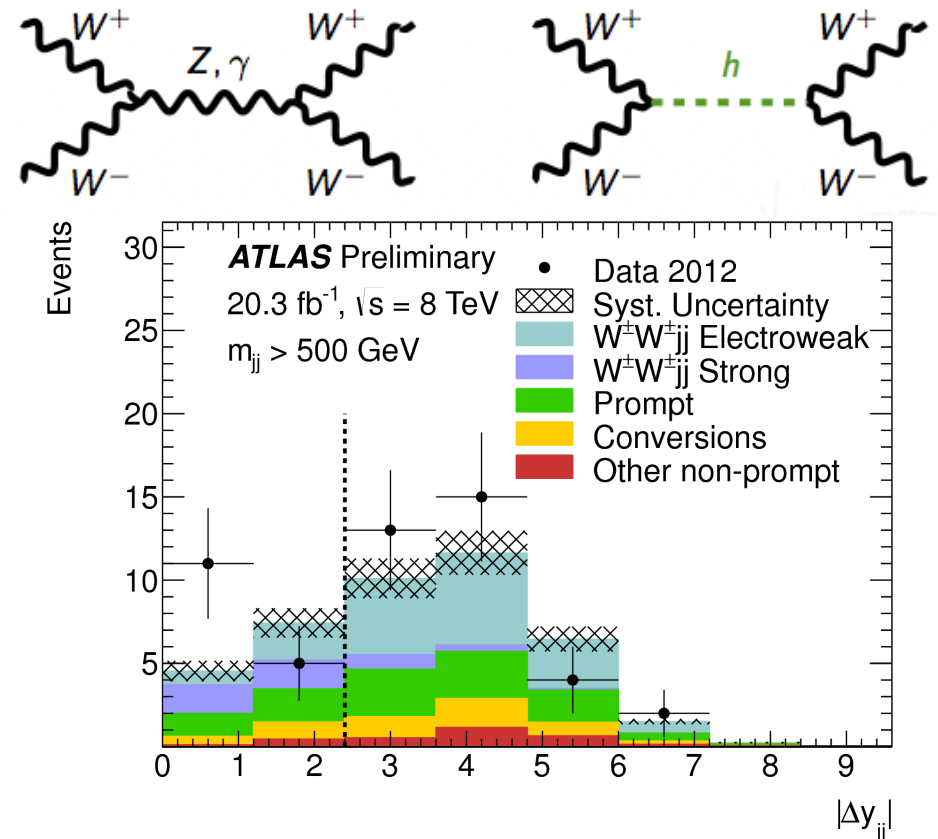 W⁺ W⁺ W⁺ W⁺
Z, γ h
W⁻ W⁻ W⁻ W⁻
Events
30
25
20
15
10
5
ATLAS Preliminary
20.3 fb⁻¹, √s = 8 TeV
m_jj > 500 GeV
Data 2012
Syst. Uncertainty
W±W±jj Electroweak
W±W±jj Strong
Prompt
Conversions
Other non-prompt
0 1 2 3 4 5 6 7 8 9
|Δy_jj|